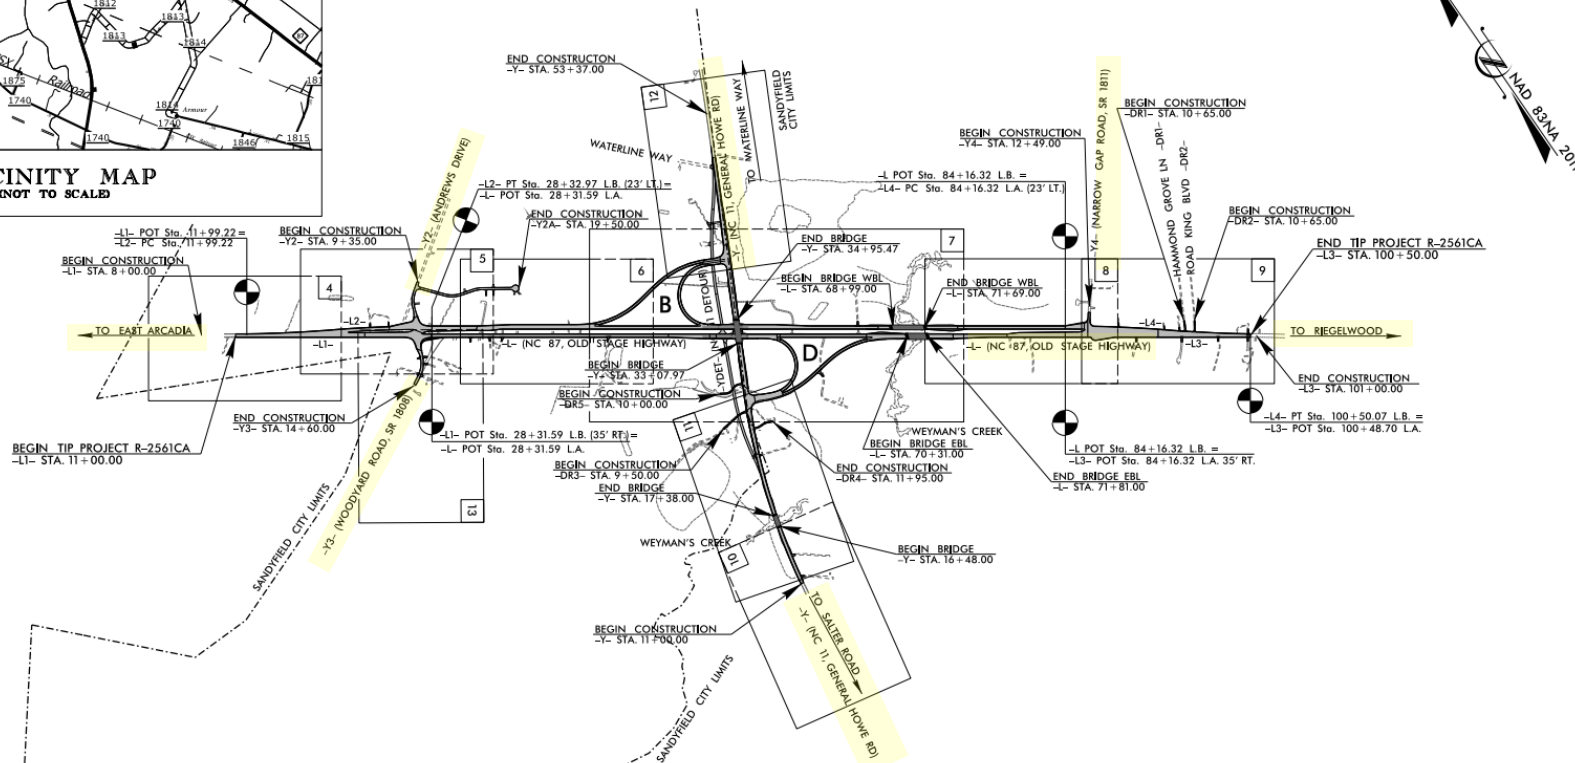 1812
1813
1813
1814
87
1875
Railroad
1740
1814
Armour
1740
1740
1846
1815
VICINITY MAP
(NOT TO SCALE)
NAD 83/NA 201
END CONSTRUCTON
-Y- STA. 53+37.00
12
-Y- (NC 11, GENERAL HOWE RD)
TO WATERLINE WAY
SANDYFIELD
CITY LIMITS
WATERLINE WAY
-Y4- (NARROW GAP ROAD, SR 1811)
BEGIN CONSTRUCTION
-DR1- STA. 10+65.00
BEGIN CONSTRUCTION
-Y4- STA. 12+49.00
HAMMOND GROVE LN -DR1-
ROAD KING BLVD -DR2-
-L POT Sta. 84+16.32 L.B. =
-L4- PC Sta. 84+16.32 L.A. (23' LT.)
BEGIN CONSTRUCTION
-DR2- STA. 10+65.00
END TIP PROJECT R-2561CA
-L3- STA. 100+50.00
-Y2- (ANDREWS DRIVE)
-L2- PT Sta. 28+32.97 L.B. (23' LT.)=
-L- POT Sta. 28+31.59 L.A.
END CONSTRUCTION
-Y2A- STA. 19+50.00
-L1- POT Sta. 11+99.22 =
-L2- PC Sta. 11+99.22
BEGIN CONSTRUCTION
-Y2- STA. 9+35.00
BEGIN CONSTRUCTION
-L1- STA. 8+00.00
4
5
6
7
8
9
END BRIDGE
-Y- STA. 34+95.47
BEGIN BRIDGE WBL
-L- STA. 68+99.00
END BRIDGE WBL
-L- STA. 71+69.00
B
D
TO EAST ARCADIA
-L2-
-L1-
-L- (NC 87, OLD STAGE HIGHWAY)
-L- (NC 87, OLD STAGE HIGHWAY)
-L4-
-L3-
TO RIEGELWOOD
BEGIN BRIDGE
-Y- STA. 33+07.97
BEGIN CONSTRUCTION
-DR5- STA. 10+00.00
END CONSTRUCTION
-L3- STA. 101+00.00
END CONSTRUCTION
-Y3- STA. 14+60.00
-L4- PT Sta. 100+50.07 L.B. =
-L3- POT Sta. 100+48.70 L.A.
BEGIN TIP PROJECT R-2561CA
-L1- STA. 11+00.00
-L1- POT Sta. 28+31.59 L.B. (35' RT.)=
-L- POT Sta. 28+31.59 L.A.
-Y3- (WOODYARD ROAD, SR 1808)
11
WEYMAN'S CREEK
BEGIN BRIDGE EBL
-L- STA. 70+31.00
-L POT Sta. 84+16.32 L.B. =
-L3- POT Sta. 84+16.32 L.A. 35' RT.
END BRIDGE EBL
-L- STA. 71+81.00
BEGIN CONSTRUCTION
-DR3- STA. 9+50.00
END CONSTRUCTION
-DR4- STA. 11+95.00
END BRIDGE
-Y- STA. 17+38.00
13
SANDYFIELD CITY LIMITS
WEYMAN'S CREEK
10
BEGIN BRIDGE
-Y- STA. 16+48.00
BEGIN CONSTRUCTION
-Y- STA. 11+00.00
TO SALTER ROAD
-Y- (NC 11, GENERAL HOWE RD)
SANDYFIELD CITY LIMITS